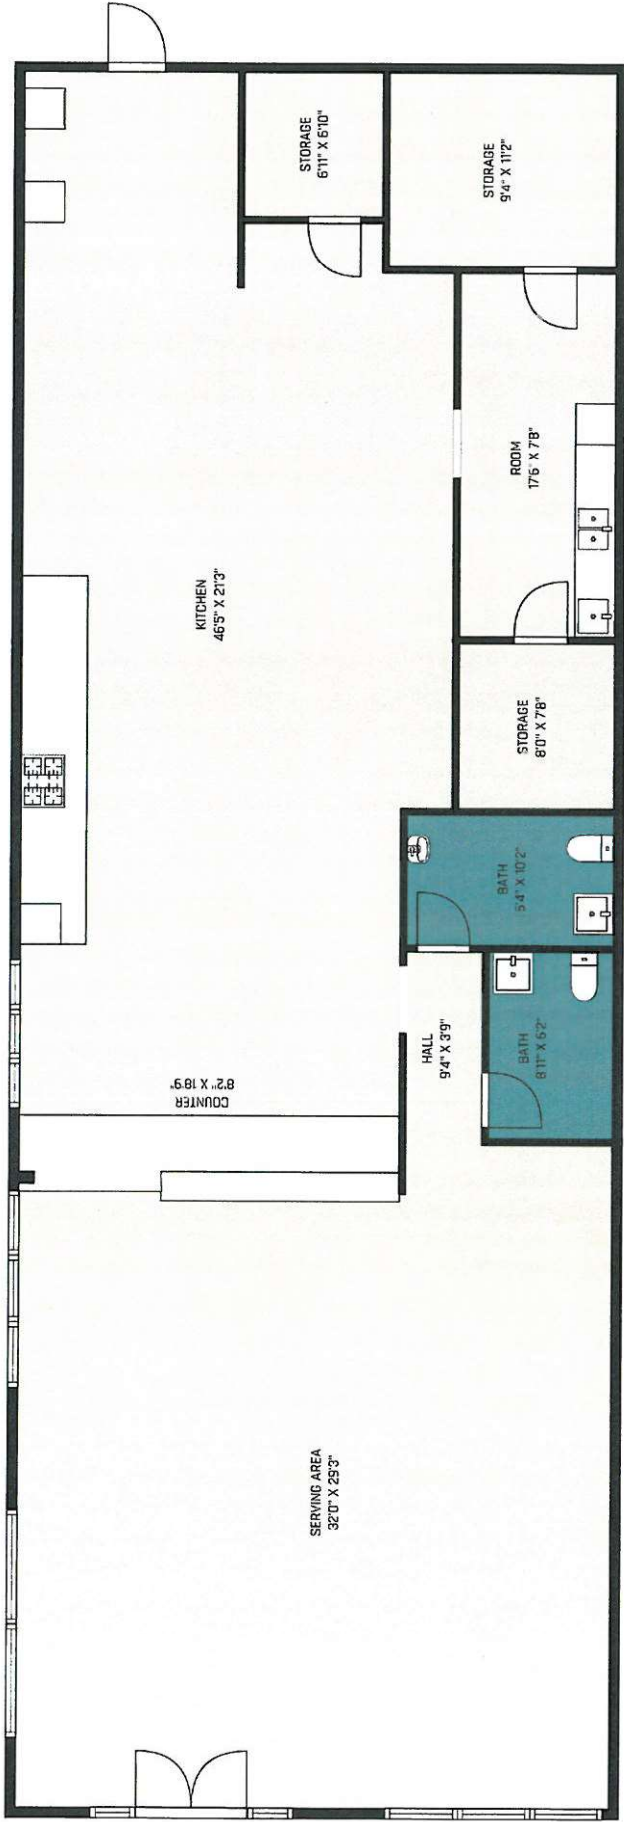 STORAGE
6'11" X 6'10"
STORAGE
9'4" X 11'2"
ROOM
17'6" X 7'8"
KITCHEN
46'5" X 21'3"
STORAGE
8'0" X 7'8"
BATH
6'4" X 10'2"
HALL
9'4" X 3'9"
BATH
8'11" X 6'2"
COUNTER
8'2" X 18'9"
SERVING AREA
32'0" X 29'3"